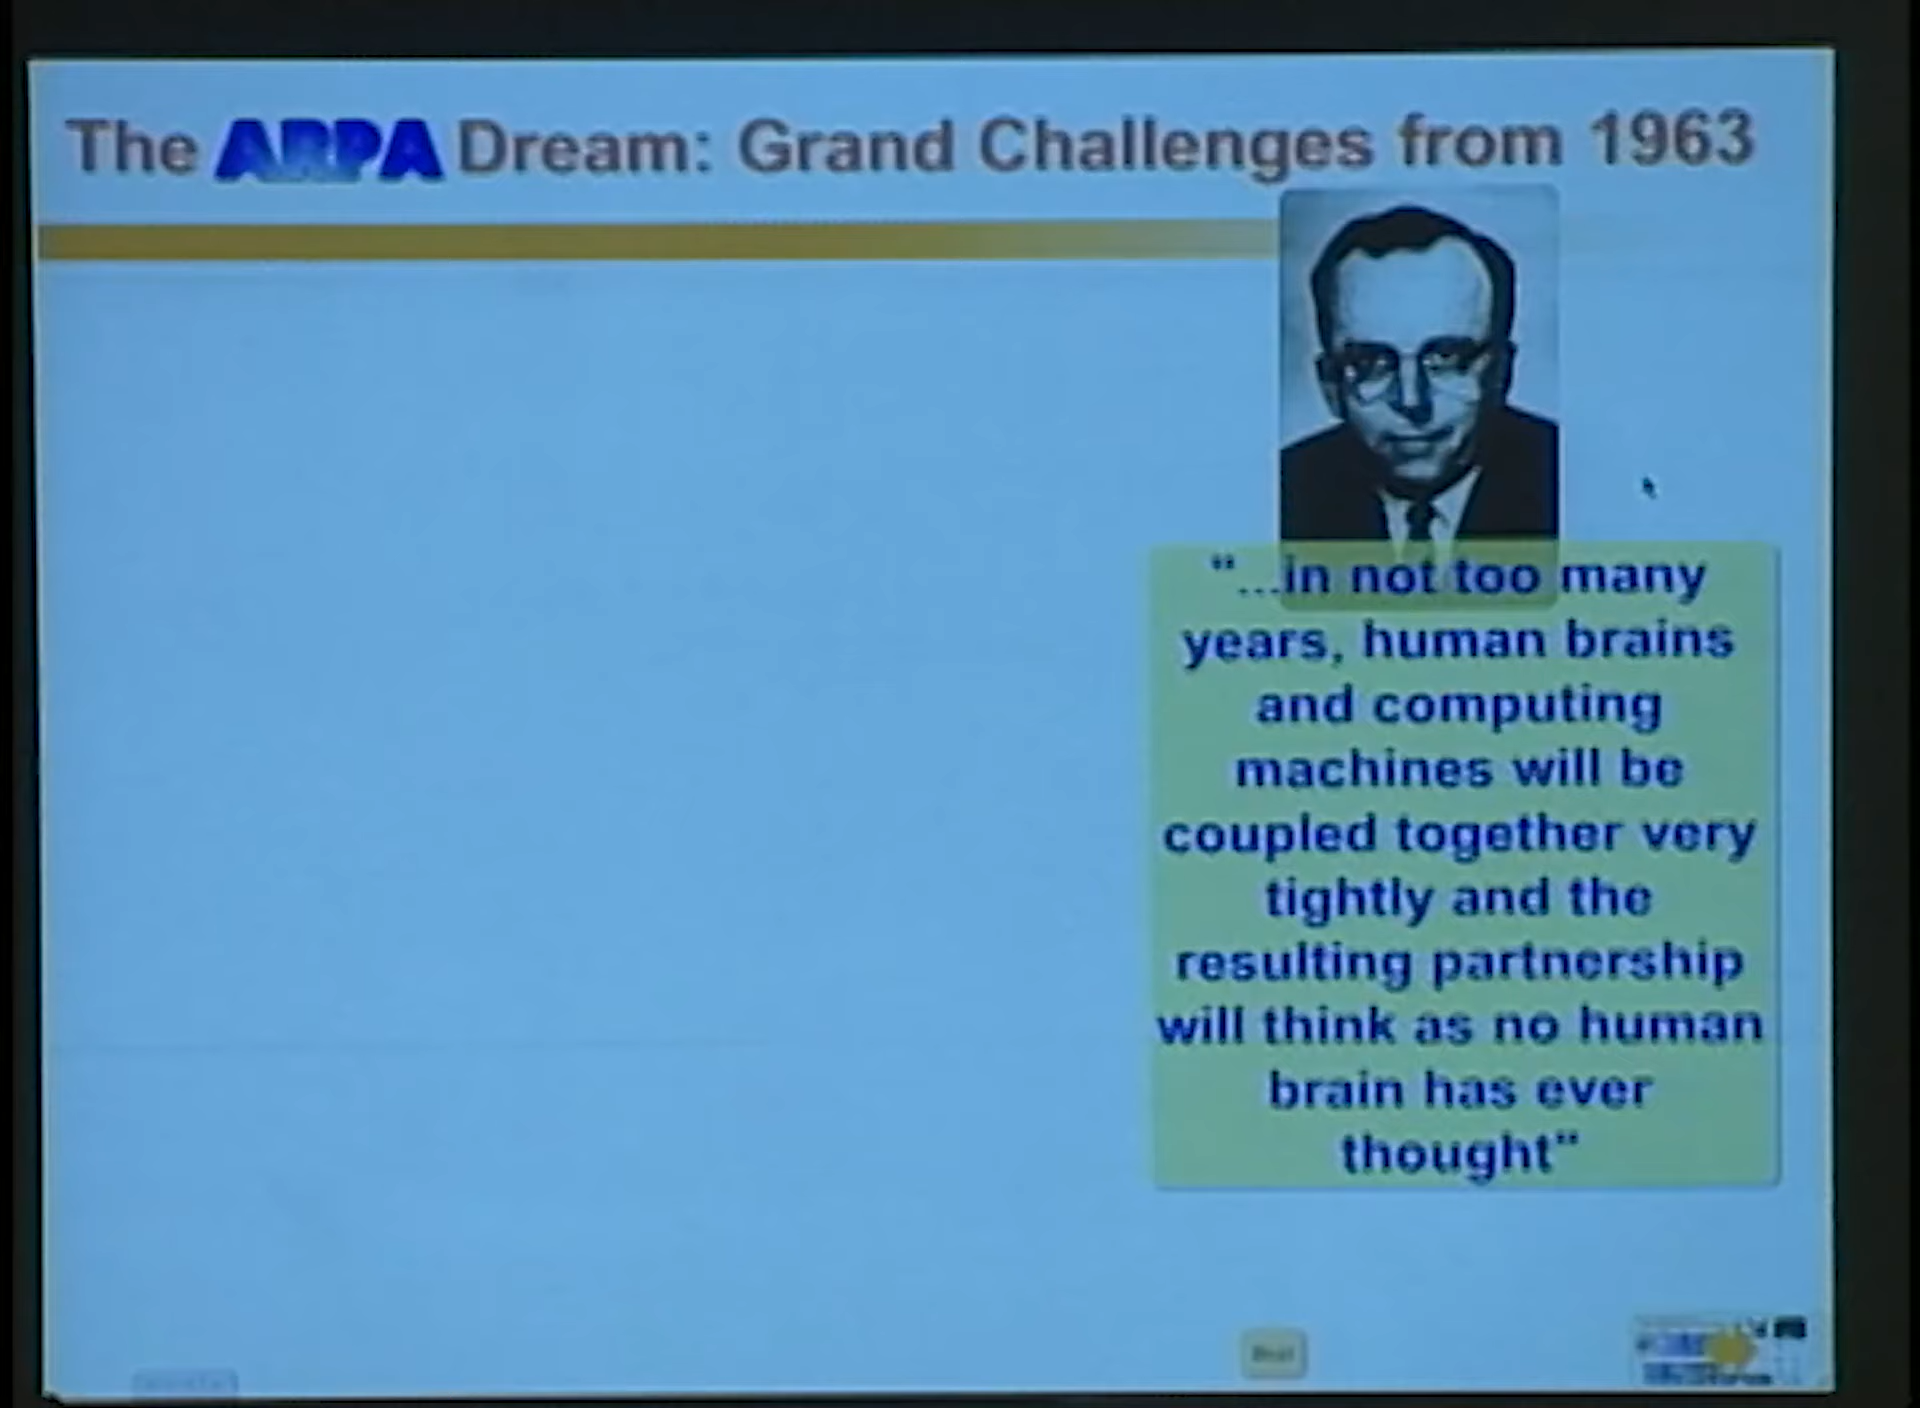 The ARPA Dream: Grand Challenges from 1963
"...in not too many
years, human brains
and computing
machines will be
coupled together very
tightly and the
resulting partnership
will think as no human
brain has ever
thought"